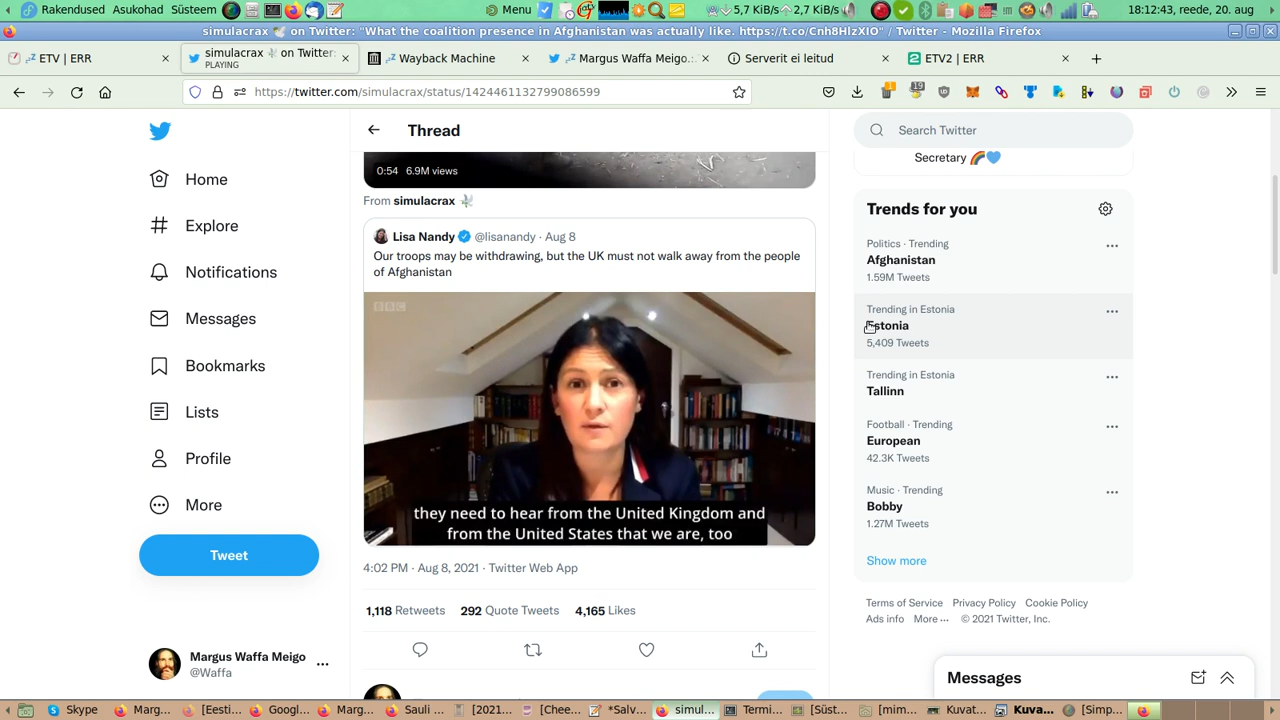 Rakendused Asukohad Süsteem
Menu
5,7 KiB/s 2,7 KiB/s
18:12:43, reede, 20. aug
simulacrax 🕊 on Twitter: "What the coalition presence in Afghanistan was actually like. https://t.co/Cnh8HlzXIO" / Twitter - Mozilla Firefox
ETV | ERR
simulacrax 🕊 on Twitter:
PLAYING
Wayback Machine
Margus Waffa Meigo
Serverit ei leitud
ETV2 | ERR
https://twitter.com/simulacrax/status/1424461132799086599
Home
Explore
Notifications
Messages
Bookmarks
Lists
Profile
More
Tweet
Margus Waffa Meigo
@Waffa
Thread
0:54 6.9M views
From simulacrax 🕊
Lisa Nandy @lisanandy · Aug 8
Our troops may be withdrawing, but the UK must not walk away from the people
of Afghanistan
BBC
they need to hear from the United Kingdom and
from the United States that we are, too
4:02 PM · Aug 8, 2021 · Twitter Web App
1,118 Retweets 292 Quote Tweets 4,165 Likes
Search Twitter
Secretary 🌈💙
Trends for you
Politics · Trending
Afghanistan
1.59M Tweets
Trending in Estonia
Estonia
5,409 Tweets
Trending in Estonia
Tallinn
Football · Trending
European
42.3K Tweets
Music · Trending
Bobby
1.27M Tweets
Show more
Terms of Service Privacy Policy Cookie Policy
Ads info More ··· © 2021 Twitter, Inc.
Messages
Skype
Marg...
[Eesti...
Googl...
Marg...
Sauli ...
[2021...
[Chee...
*Salv...
simul...
Termi...
[Süst...
[mim...
Kuvat...
Kuva...
[Simp...